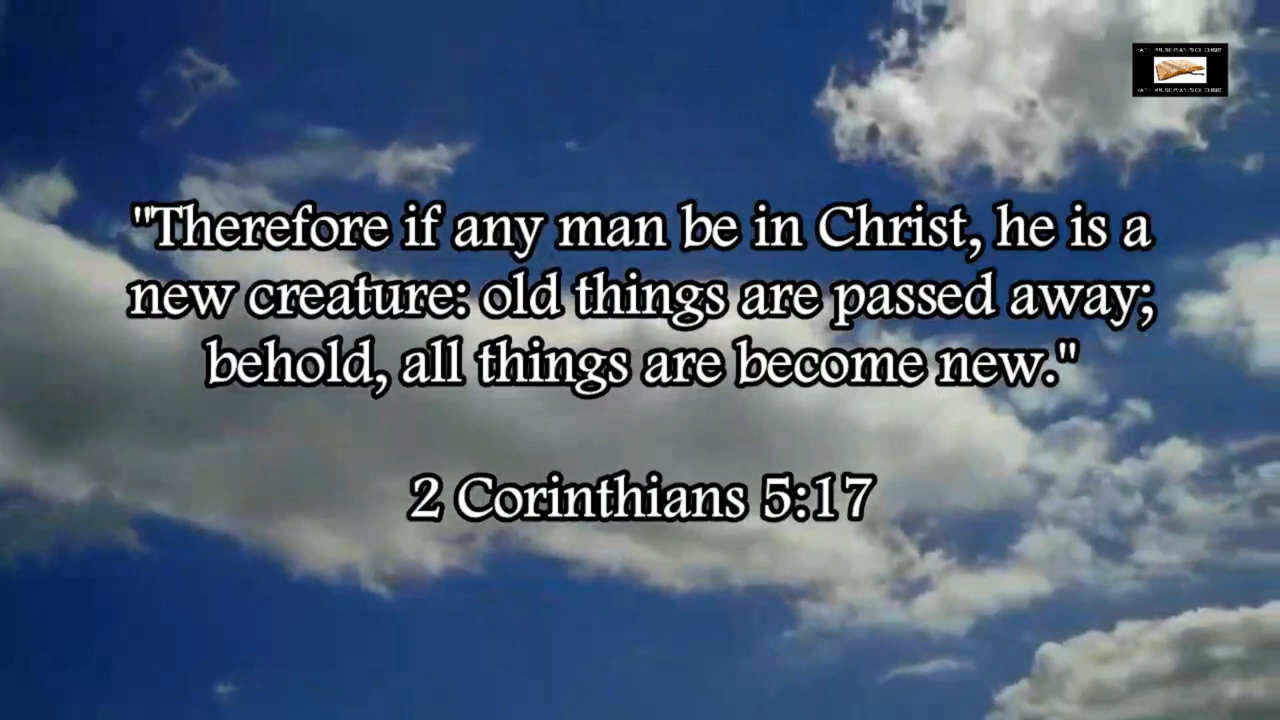 "Therefore if any man be in Christ, he is a
new creature: old things are passed away;
behold, all things are become new."
2 Corinthians 5:17